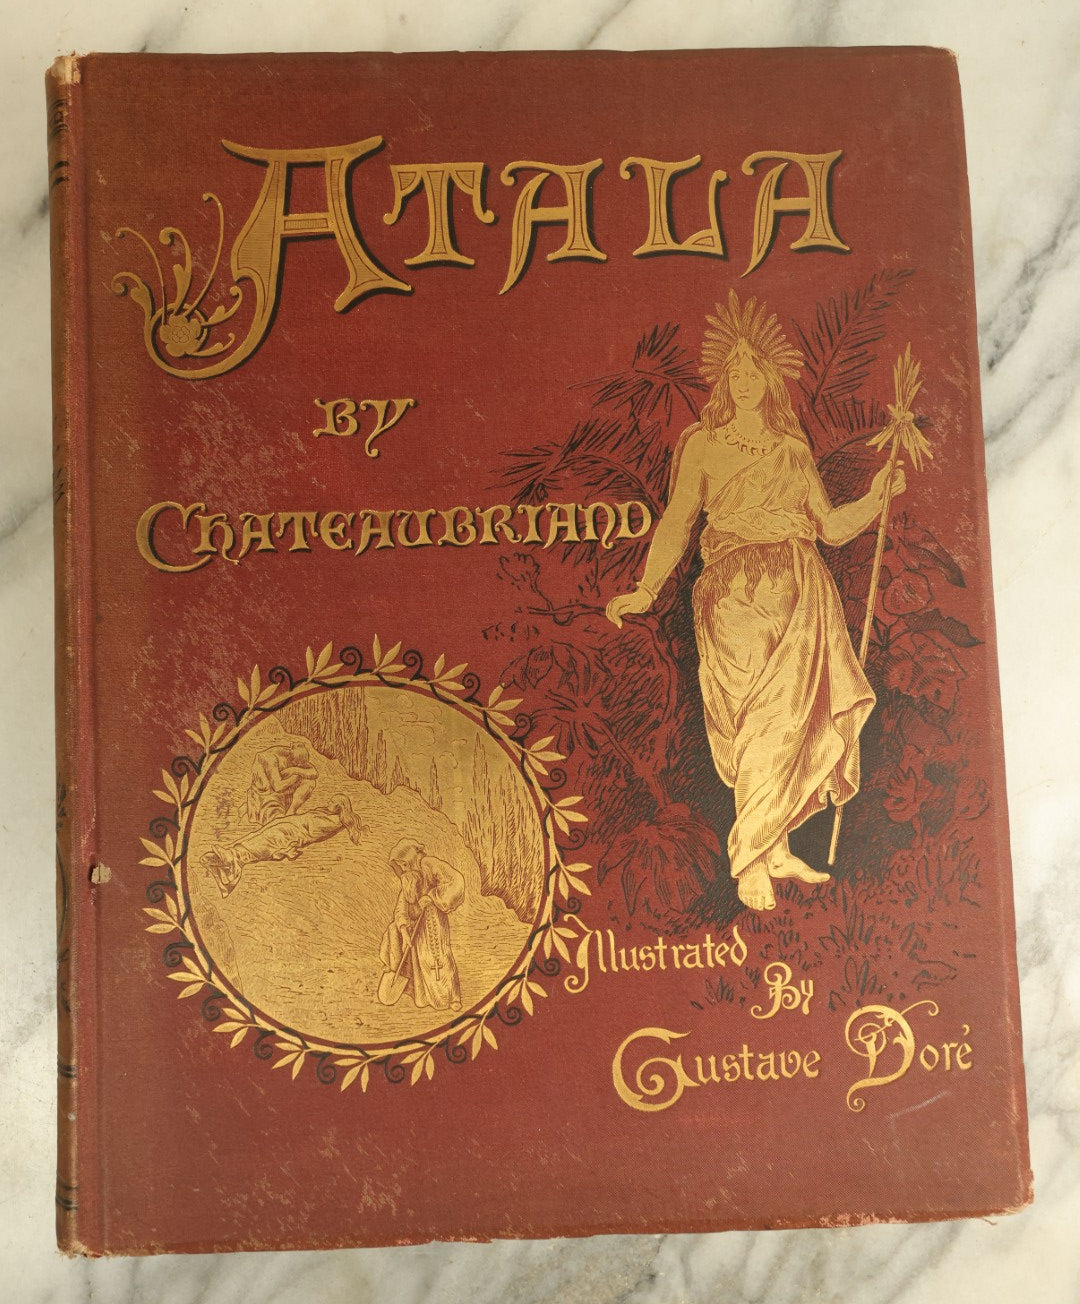 ATALA
BY
CHATEAUBRIAND
Illustrated
By
Gustave Doré